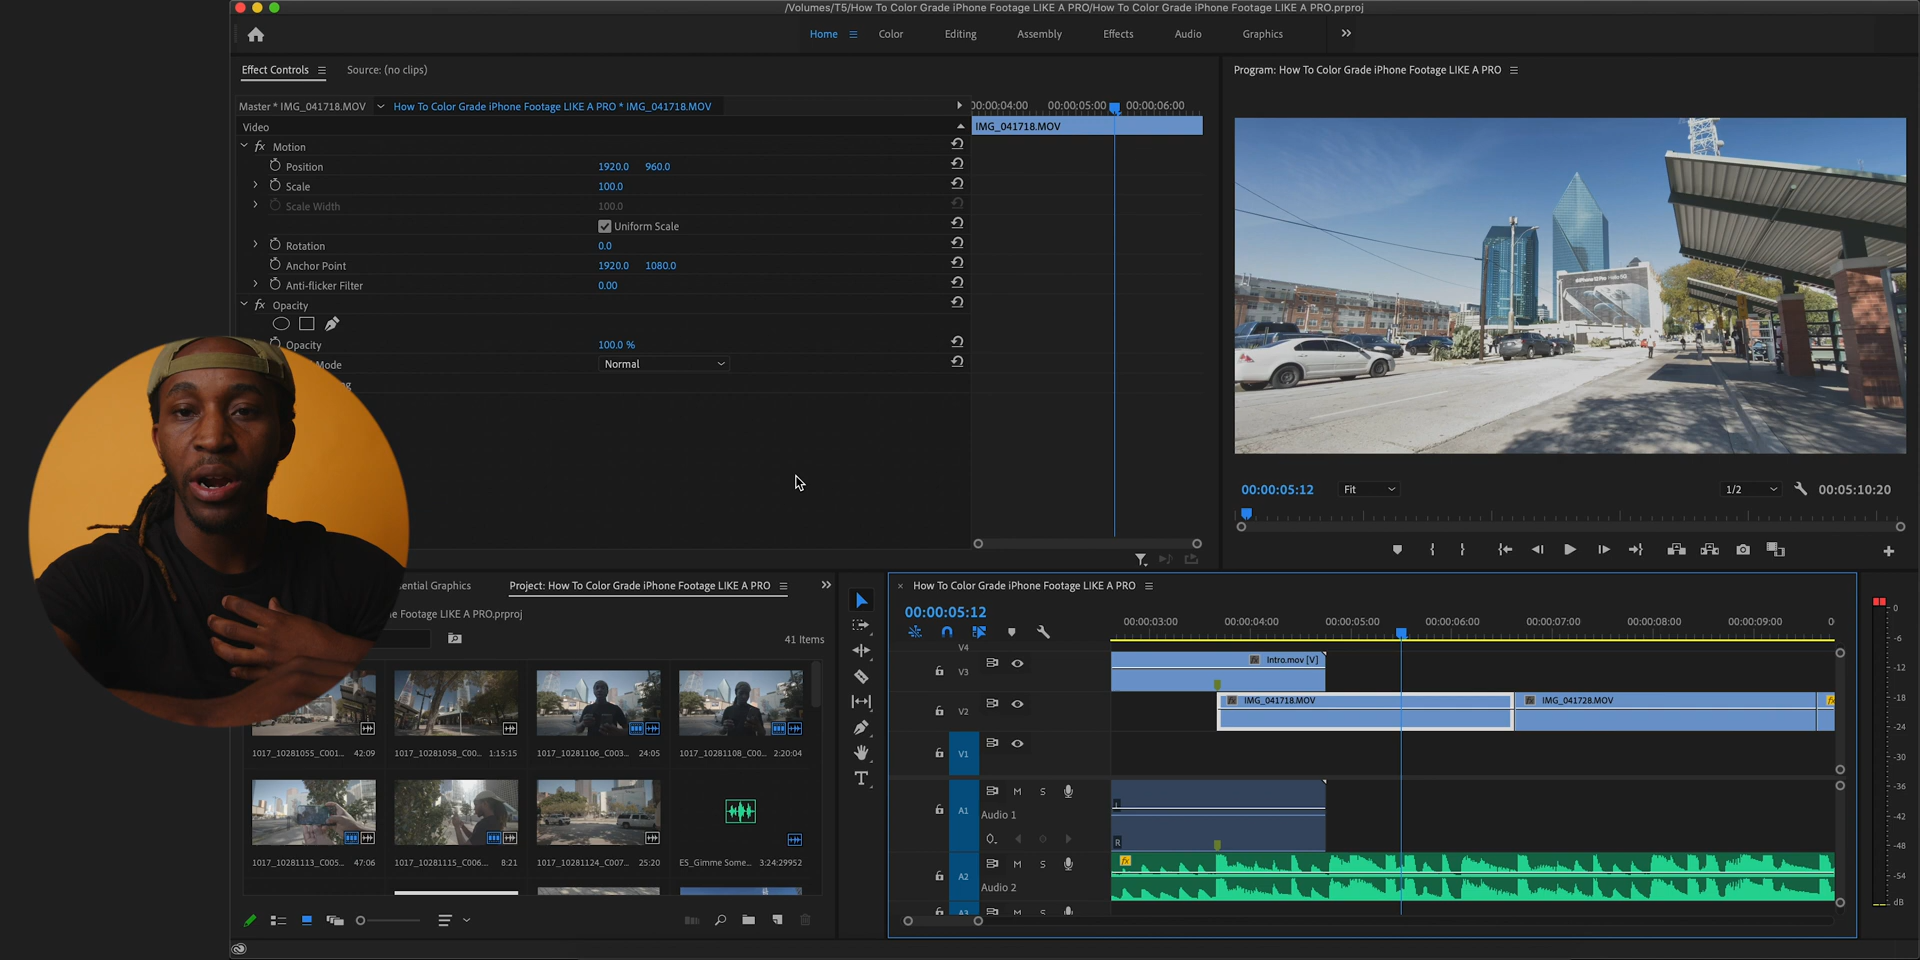 /Volumes/T5/How To Color Grade iPhone Footage LIKE A PRO/How To Color Grade iPhone Footage LIKE A PRO.prproj
Home Color Editing Assembly Effects Audio Graphics
Effect Controls Source: (no clips)
Master * IMG_041718.MOV How To Color Grade iPhone Footage LIKE A PRO * IMG_041718.MOV
00:00:04:00 00:00:05:00 00:00:06:00
Video
IMG_041718.MOV
fx Motion
Position 1920.0 960.0
Scale 100.0
Scale Width 100.0
Uniform Scale
Rotation 0.0
Anchor Point 1920.0 1080.0
Anti-flicker Filter 0.00
fx Opacity
Opacity 100.0 %
Mode Normal
Program: How To Color Grade iPhone Footage LIKE A PRO
00:00:05:12 Fit 1/2 00:05:10:20
ential Graphics Project: How To Color Grade iPhone Footage LIKE A PRO
e Footage LIKE A PRO.prproj
41 Items
1017_10281055_C001... 42:09
1017_10281058_C00... 1:15:15
1017_10281106_C003... 24:05
1017_10281108_C00... 2:20:04
1017_10281113_C005... 47:06
1017_10281115_C006... 8:21
1017_10281124_C007... 25:20
ES_Gimme Some... 3:24:29952
How To Color Grade iPhone Footage LIKE A PRO
00:00:05:12
00:00:03:00 00:00:04:00 00:00:05:00 00:00:06:00 00:00:07:00 00:00:08:00 00:00:09:00 0
V4
V3
Intro.mov [V]
V2
IMG_041718.MOV
IMG_041728.MOV
V1
A1 M S
Audio 1
L
R
A2 M S
Audio 2
fx
A3 M S
0
-6
-12
-18
-24
-30
-36
-42
-48
-54
dB